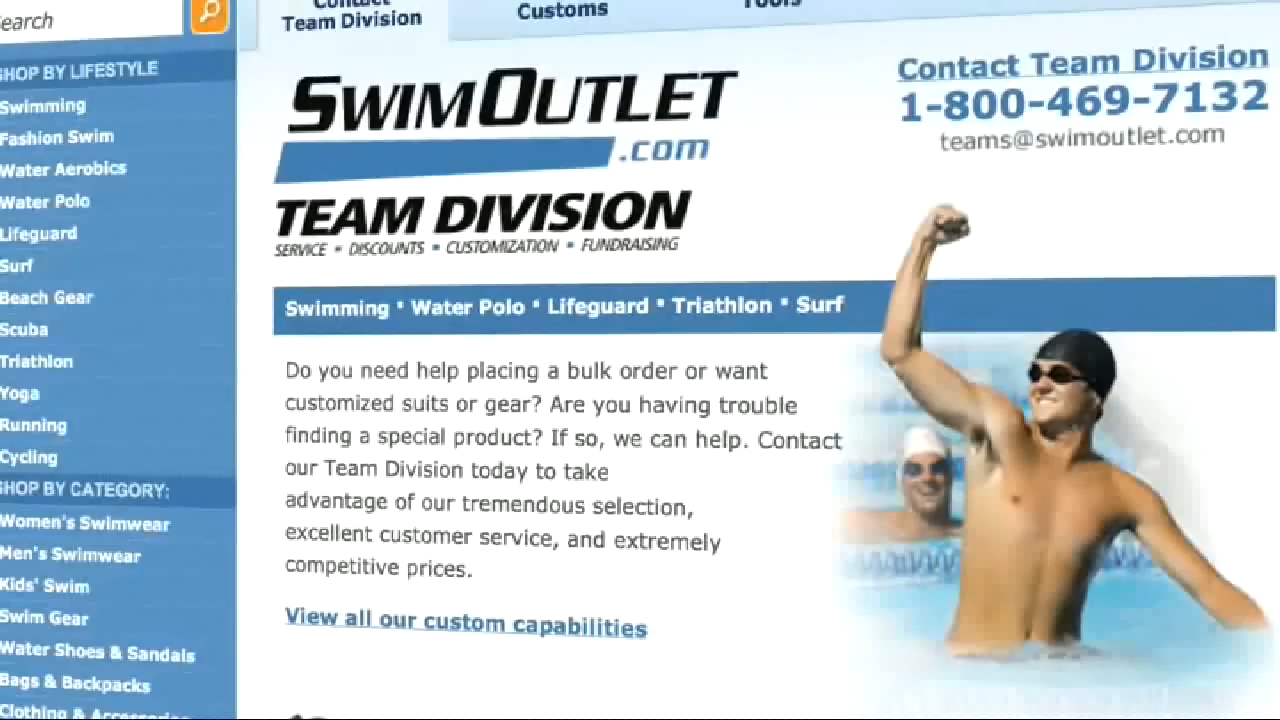 Search
Team Division
Customs
SHOP BY LIFESTYLE
Swimming
Fashion Swim
Water Aerobics
Water Polo
Lifeguard
Surf
Beach Gear
Scuba
Triathlon
Yoga
Running
Cycling
SHOP BY CATEGORY:
Women's Swimwear
Men's Swimwear
Kids' Swim
Swim Gear
Water Shoes & Sandals
Bags & Backpacks
Clothing &
SWIMOUTLET
.com
TEAM DIVISION
SERVICE • DISCOUNTS • CUSTOMIZATION • FUNDRAISING
Contact Team Division
1-800-469-7132
teams@swimoutlet.com
Swimming * Water Polo * Lifeguard * Triathlon * Surf
Do you need help placing a bulk order or want
customized suits or gear? Are you having trouble
finding a special product? If so, we can help. Contact
our Team Division today to take
advantage of our tremendous selection,
excellent customer service, and extremely
competitive prices.
View all our custom capabilities